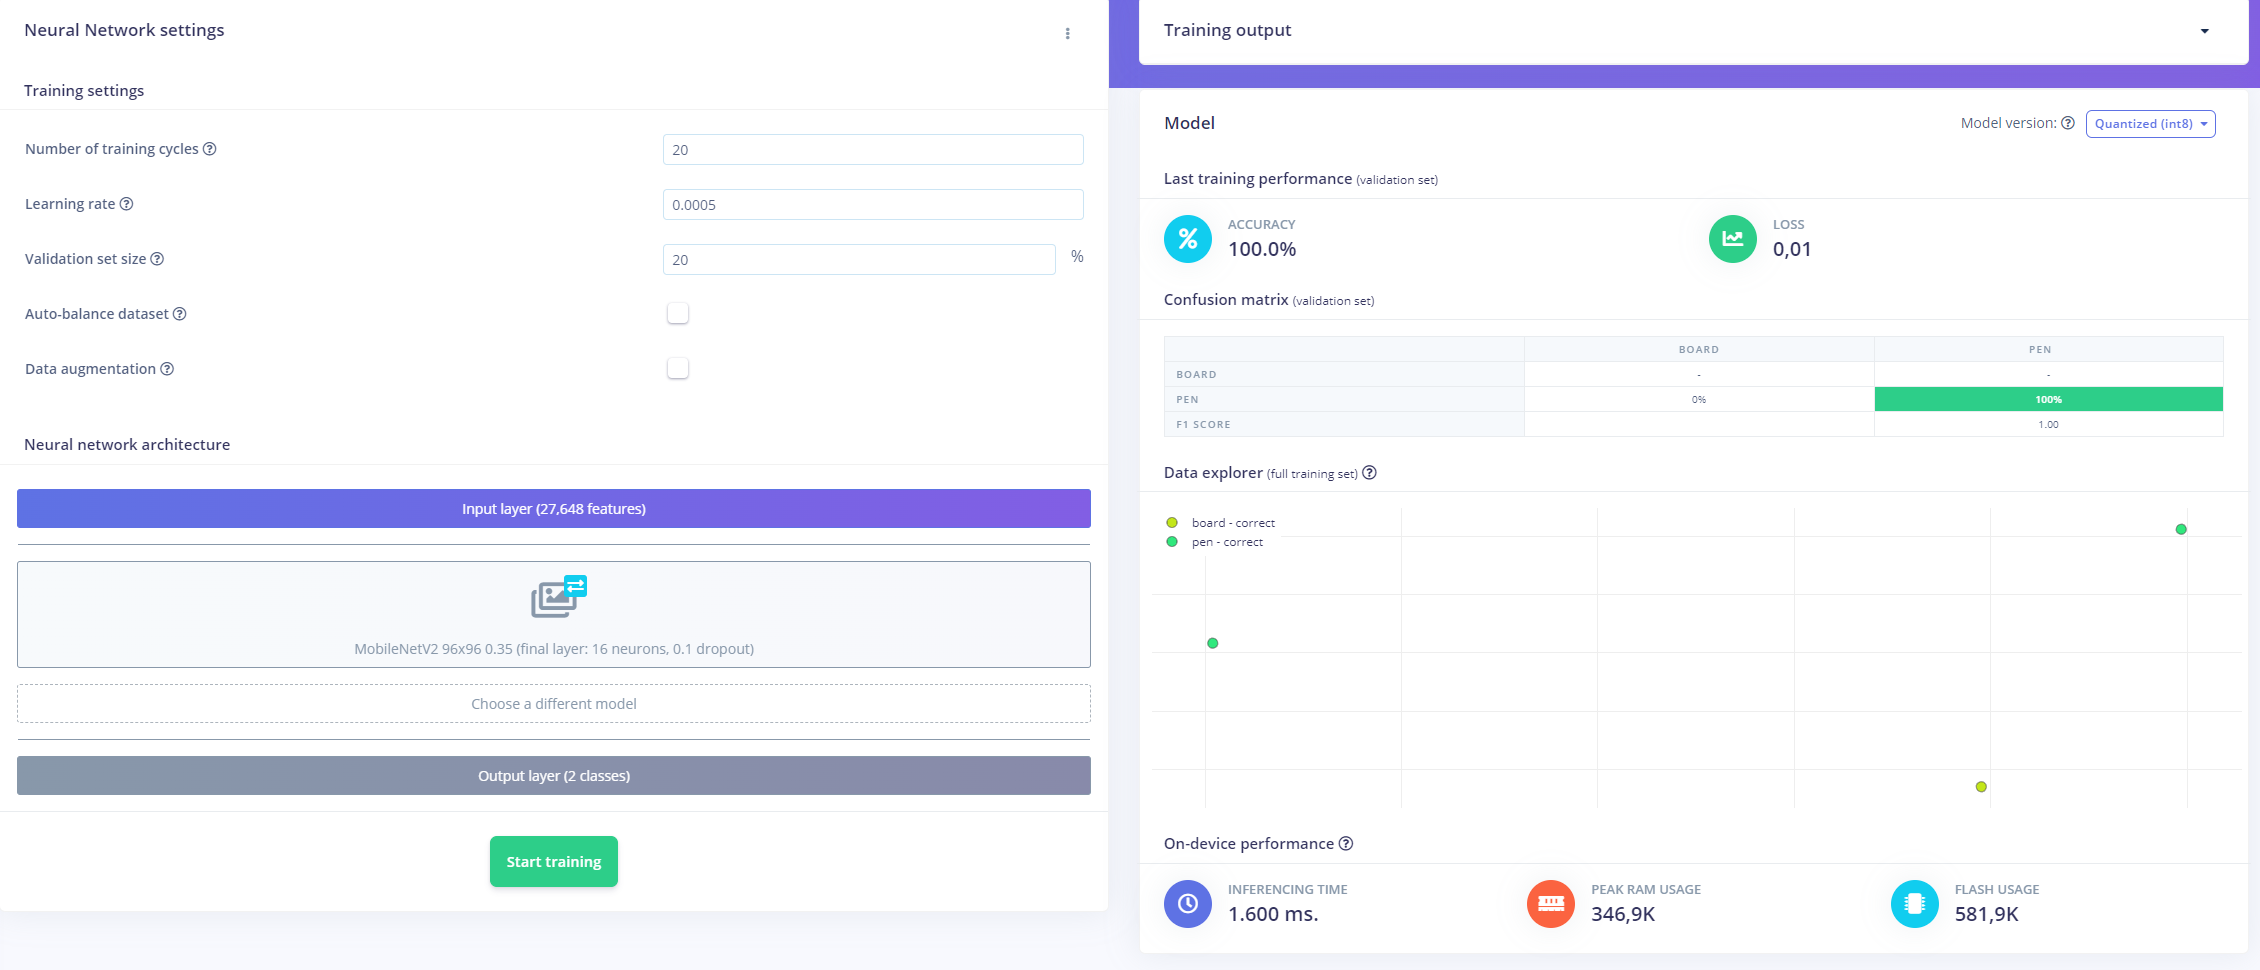 Neural Network settings
Training settings
Number of training cycles
20
Learning rate
0.0005
Validation set size
20
%
Auto-balance dataset
Data augmentation
Neural network architecture
Input layer (27,648 features)
MobileNetV2 96x96 0.35 (final layer: 16 neurons, 0.1 dropout)
Choose a different model
Output layer (2 classes)
Start training
Training output
Model
Model version: Quantized (int8)
Last training performance (validation set)
%
ACCURACY
100.0%
LOSS
0,01
Confusion matrix (validation set)
BOARD PEN
BOARD - -
PEN 0% 100%
F1 SCORE 1.00
Data explorer (full training set)
board - correct
pen - correct
On-device performance
INFERENCING TIME
1.600 ms.
PEAK RAM USAGE
346,9K
FLASH USAGE
581,9K